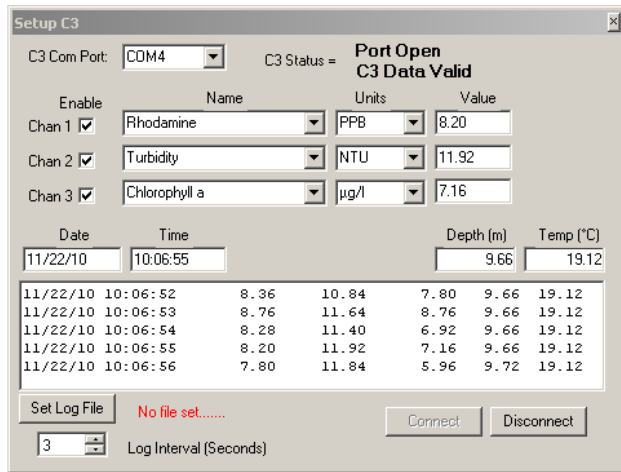 Setup C3
C3 Com Port: COM4 C3 Status = Port Open
C3 Data Valid
Enable Name Units Value
Chan 1 Rhodamine PPB 8.20
Chan 2 Turbidity NTU 11.92
Chan 3 Chlorophyll a µg/l 7.16
Date Time Depth (m) Temp (°C)
11/22/10 10:06:55 9.66 19.12
11/22/10 10:06:52 8.36 10.84 7.80 9.66 19.12
11/22/10 10:06:53 8.76 11.64 8.76 9.66 19.12
11/22/10 10:06:54 8.28 11.40 6.92 9.66 19.12
11/22/10 10:06:55 8.20 11.92 7.16 9.66 19.12
11/22/10 10:06:56 7.80 11.84 5.96 9.72 19.12
Set Log File No file set....... Connect Disconnect
3 Log Interval (Seconds)